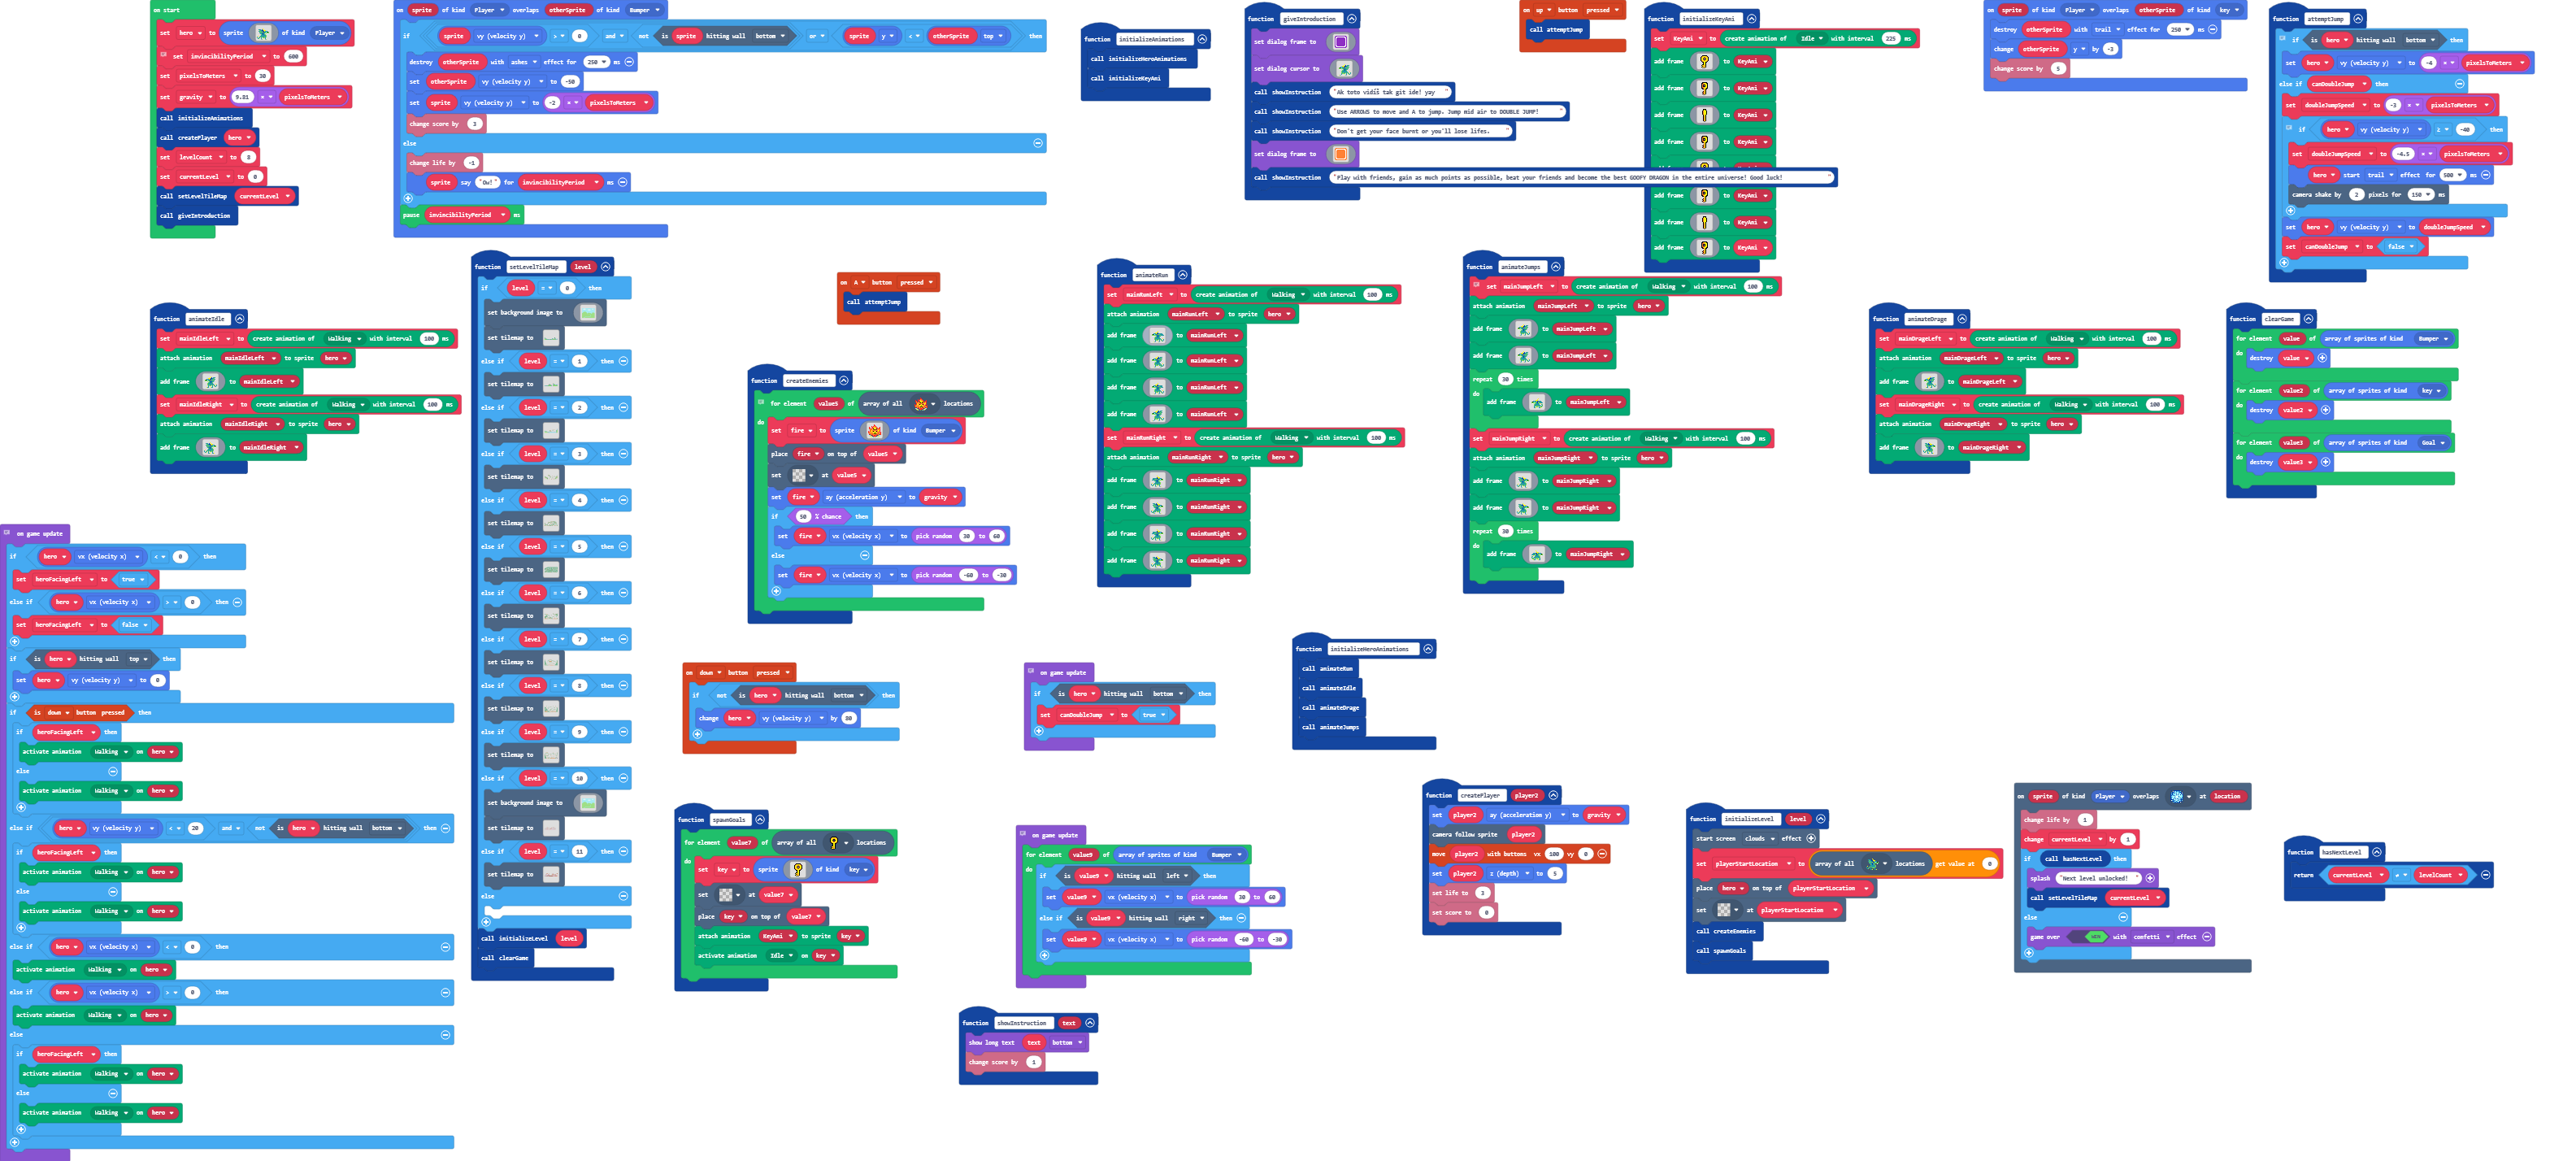 on start
set hero to sprite of kind Player
set invincibilityPeriod to 600
set pixelsToMeters to 30
set gravity to 9.81 × pixelsToMeters
call initializeAnimations
call createPlayer hero
set levelCount to 8
set currentLevel to 0
call setLevelTileMap currentLevel
call giveIntroduction
on sprite of kind Player overlaps otherSprite of kind Bumper
if sprite vy (velocity y) > 0 and not is sprite hitting wall bottom or sprite y < otherSprite top then
destroy otherSprite with ashes effect for 250 ms
set otherSprite vy (velocity y) to -50
set sprite vy (velocity y) to -2 × pixelsToMeters
change score by 3
else
change life by -1
sprite say "Ow!" for invincibilityPeriod ms
pause invincibilityPeriod ms
function initializeAnimations
call initializeHeroAnimations
call initializeKeyAni
function giveIntroduction
set dialog frame to
set dialog cursor to
call showInstruction "Ak toto vidíš tak git ide! yay "
call showInstruction "Use ARROWS to move and A to jump. Jump mid air to DOUBLE JUMP! "
call showInstruction "Don't get your face burnt or you'll lose lifes. "
set dialog frame to
call showInstruction "Play with friends, gain as much points as possible, beat your friends and become the best GOOFY DRAGON in the entire universe! Good luck! "
on up button pressed
call attemptJump
function initializeKeyAni
set KeyAni to create animation of Idle with interval 225 ms
add frame to KeyAni
add frame to KeyAni
add frame to KeyAni
add frame to KeyAni
add frame to KeyAni
add frame to KeyAni
add frame to KeyAni
on sprite of kind Player overlaps otherSprite of kind key
destroy otherSprite with trail effect for 250 ms
change otherSprite y by -3
change score by 5
function attemptJump
if is hero hitting wall bottom then
set hero vy (velocity y) to -4 × pixelsToMeters
else if canDoubleJump then
set doubleJumpSpeed to -3 × pixelsToMeters
if hero vy (velocity y) ≥ -40 then
set doubleJumpSpeed to -4.5 × pixelsToMeters
hero start trail effect for 500 ms
camera shake by 2 pixels for 150 ms
set hero vy (velocity y) to doubleJumpSpeed
set canDoubleJump to false
function animateIdle
set mainIdleLeft to create animation of Walking with interval 100 ms
attach animation mainIdleLeft to sprite hero
add frame to mainIdleLeft
set mainIdleRight to create animation of Walking with interval 100 ms
attach animation mainIdleRight to sprite hero
add frame to mainIdleRight
function setLevelTileMap level
if level = 0 then
set background image to
set tilemap to
else if level = 1 then
set tilemap to
else if level = 2 then
set tilemap to
else if level = 3 then
set tilemap to
else if level = 4 then
set tilemap to
else if level = 5 then
set tilemap to
else if level = 6 then
set tilemap to
else if level = 7 then
set tilemap to
else if level = 8 then
set tilemap to
else if level = 9 then
set tilemap to
else if level = 10 then
set background image to
set tilemap to
else if level = 11 then
set tilemap to
else
call initializeLevel level
call clearGame
on A button pressed
call attemptJump
function createEnemies
for element value5 of array of all locations
do
set fire to sprite of kind Bumper
place fire on top of value5
set at value5
set fire ay (acceleration y) to gravity
if 50 % chance then
set fire vx (velocity x) to pick random 30 to 60
else
set fire vx (velocity x) to pick random -60 to -30
function animateRun
set mainRunLeft to create animation of Walking with interval 100 ms
attach animation mainRunLeft to sprite hero
add frame to mainRunLeft
add frame to mainRunLeft
add frame to mainRunLeft
add frame to mainRunLeft
set mainRunRight to create animation of Walking with interval 100 ms
attach animation mainRunRight to sprite hero
add frame to mainRunRight
add frame to mainRunRight
add frame to mainRunRight
add frame to mainRunRight
function animateJumps
set mainJumpLeft to create animation of Walking with interval 100 ms
attach animation mainJumpLeft to sprite hero
add frame to mainJumpLeft
add frame to mainJumpLeft
repeat 30 times
do
add frame to mainJumpLeft
set mainJumpRight to create animation of Walking with interval 100 ms
attach animation mainJumpRight to sprite hero
add frame to mainJumpRight
add frame to mainJumpRight
repeat 30 times
do
add frame to mainJumpRight
function animateDrage
set mainDrageLeft to create animation of Walking with interval 100 ms
attach animation mainDrageLeft to sprite hero
add frame to mainDrageLeft
set mainDrageRight to create animation of Walking with interval 100 ms
attach animation mainDrageRight to sprite hero
add frame to mainDrageRight
function clearGame
for element value of array of sprites of kind Bumper
do destroy value
for element value2 of array of sprites of kind key
do destroy value2
for element value3 of array of sprites of kind Goal
do destroy value3
on game update
if hero vx (velocity x) < 0 then
set heroFacingLeft to true
else if hero vx (velocity x) > 0 then
set heroFacingLeft to false
if is hero hitting wall top then
set hero vy (velocity y) to 0
if is down button pressed then
if heroFacingLeft then
activate animation Walking on hero
else
activate animation Walking on hero
else if hero vy (velocity y) < 20 and not is hero hitting wall bottom then
if heroFacingLeft then
activate animation Walking on hero
else
activate animation Walking on hero
else if hero vx (velocity x) < 0 then
activate animation Walking on hero
else if hero vx (velocity x) > 0 then
activate animation Walking on hero
else
if heroFacingLeft then
activate animation Walking on hero
else
activate animation Walking on hero
on down button pressed
if not is hero hitting wall bottom then
change hero vy (velocity y) by 30
on game update
if is hero hitting wall bottom then
set canDoubleJump to true
function initializeHeroAnimations
call animateRun
call animateIdle
call animateDrage
call animateJumps
function spawnGoals
for element value7 of array of all locations
do
set key to sprite of kind key
set at value7
place key on top of value7
attach animation KeyAni to sprite key
activate animation Idle on key
on game update
for element value9 of array of sprites of kind Bumper
do
if is value9 hitting wall left then
set value9 vx (velocity x) to pick random 30 to 60
else if is value9 hitting wall right then
set value9 vx (velocity x) to pick random -60 to -30
function createPlayer player2
set player2 ay (acceleration y) to gravity
camera follow sprite player2
move player2 with buttons vx 100 vy 0
set player2 z (depth) to 5
set life to 3
set score to 0
function initializeLevel level
start screen clouds effect
set playerStartLocation to array of all locations get value at 0
place hero on top of playerStartLocation
set at playerStartLocation
call createEnemies
call spawnGoals
on sprite of kind Player overlaps at location
change life by 1
change currentLevel by 1
if call hasNextLevel then
splash "Next level unlocked! "
call setLevelTileMap currentLevel
else
game over WIN with confetti effect
function hasNextLevel
return currentLevel ≠ levelCount
function showInstruction text
show long text text bottom
change score by 1